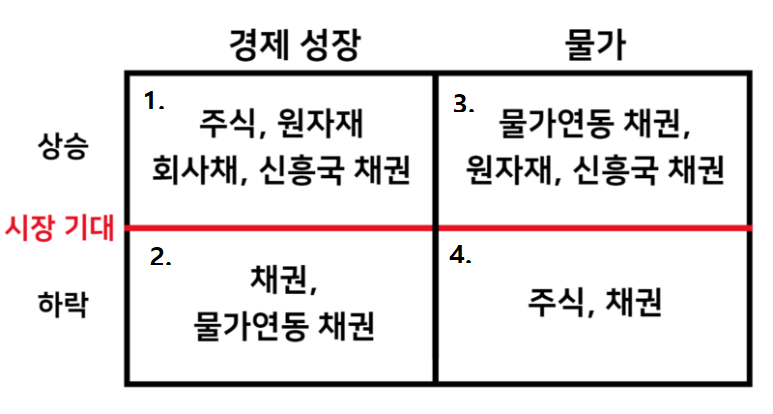 경제 성장
물가
상승
1.
주식, 원자재
회사채, 신흥국 채권
3.
물가연동 채권,
원자재, 신흥국 채권
시장 기대
하락
2.
채권,
물가연동 채권
4.
주식, 채권